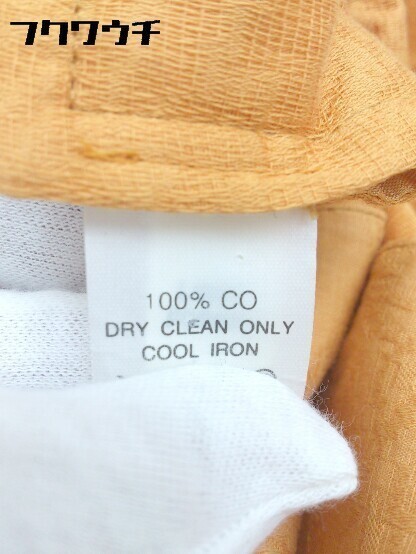 フクワウチ
100% CO
DRY CLEAN ONLY
COOL IRON